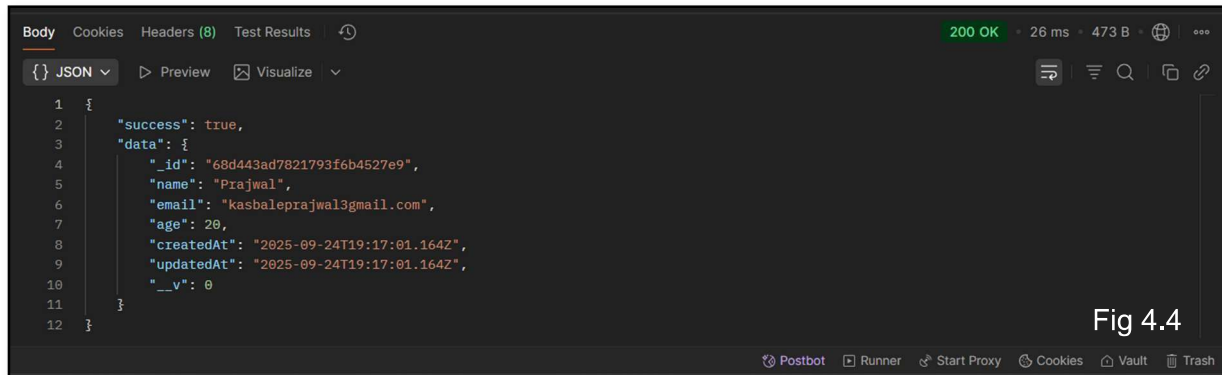 Body Cookies Headers (8) Test Results 200 OK • 26 ms • 473 B •
{} JSON Preview Visualize
1 {
2 "success": true,
3 "data": {
4 "_id": "68d443ad7821793f6b4527e9",
5 "name": "Prajwal",
6 "email": "kasbaleprajwal3gmail.com",
7 "age": 20,
8 "createdAt": "2025-09-24T19:17:01.164Z",
9 "updatedAt": "2025-09-24T19:17:01.164Z",
10 "__v": 0
11 }
12 }
Fig 4.4
Postbot Runner Start Proxy Cookies Vault Trash